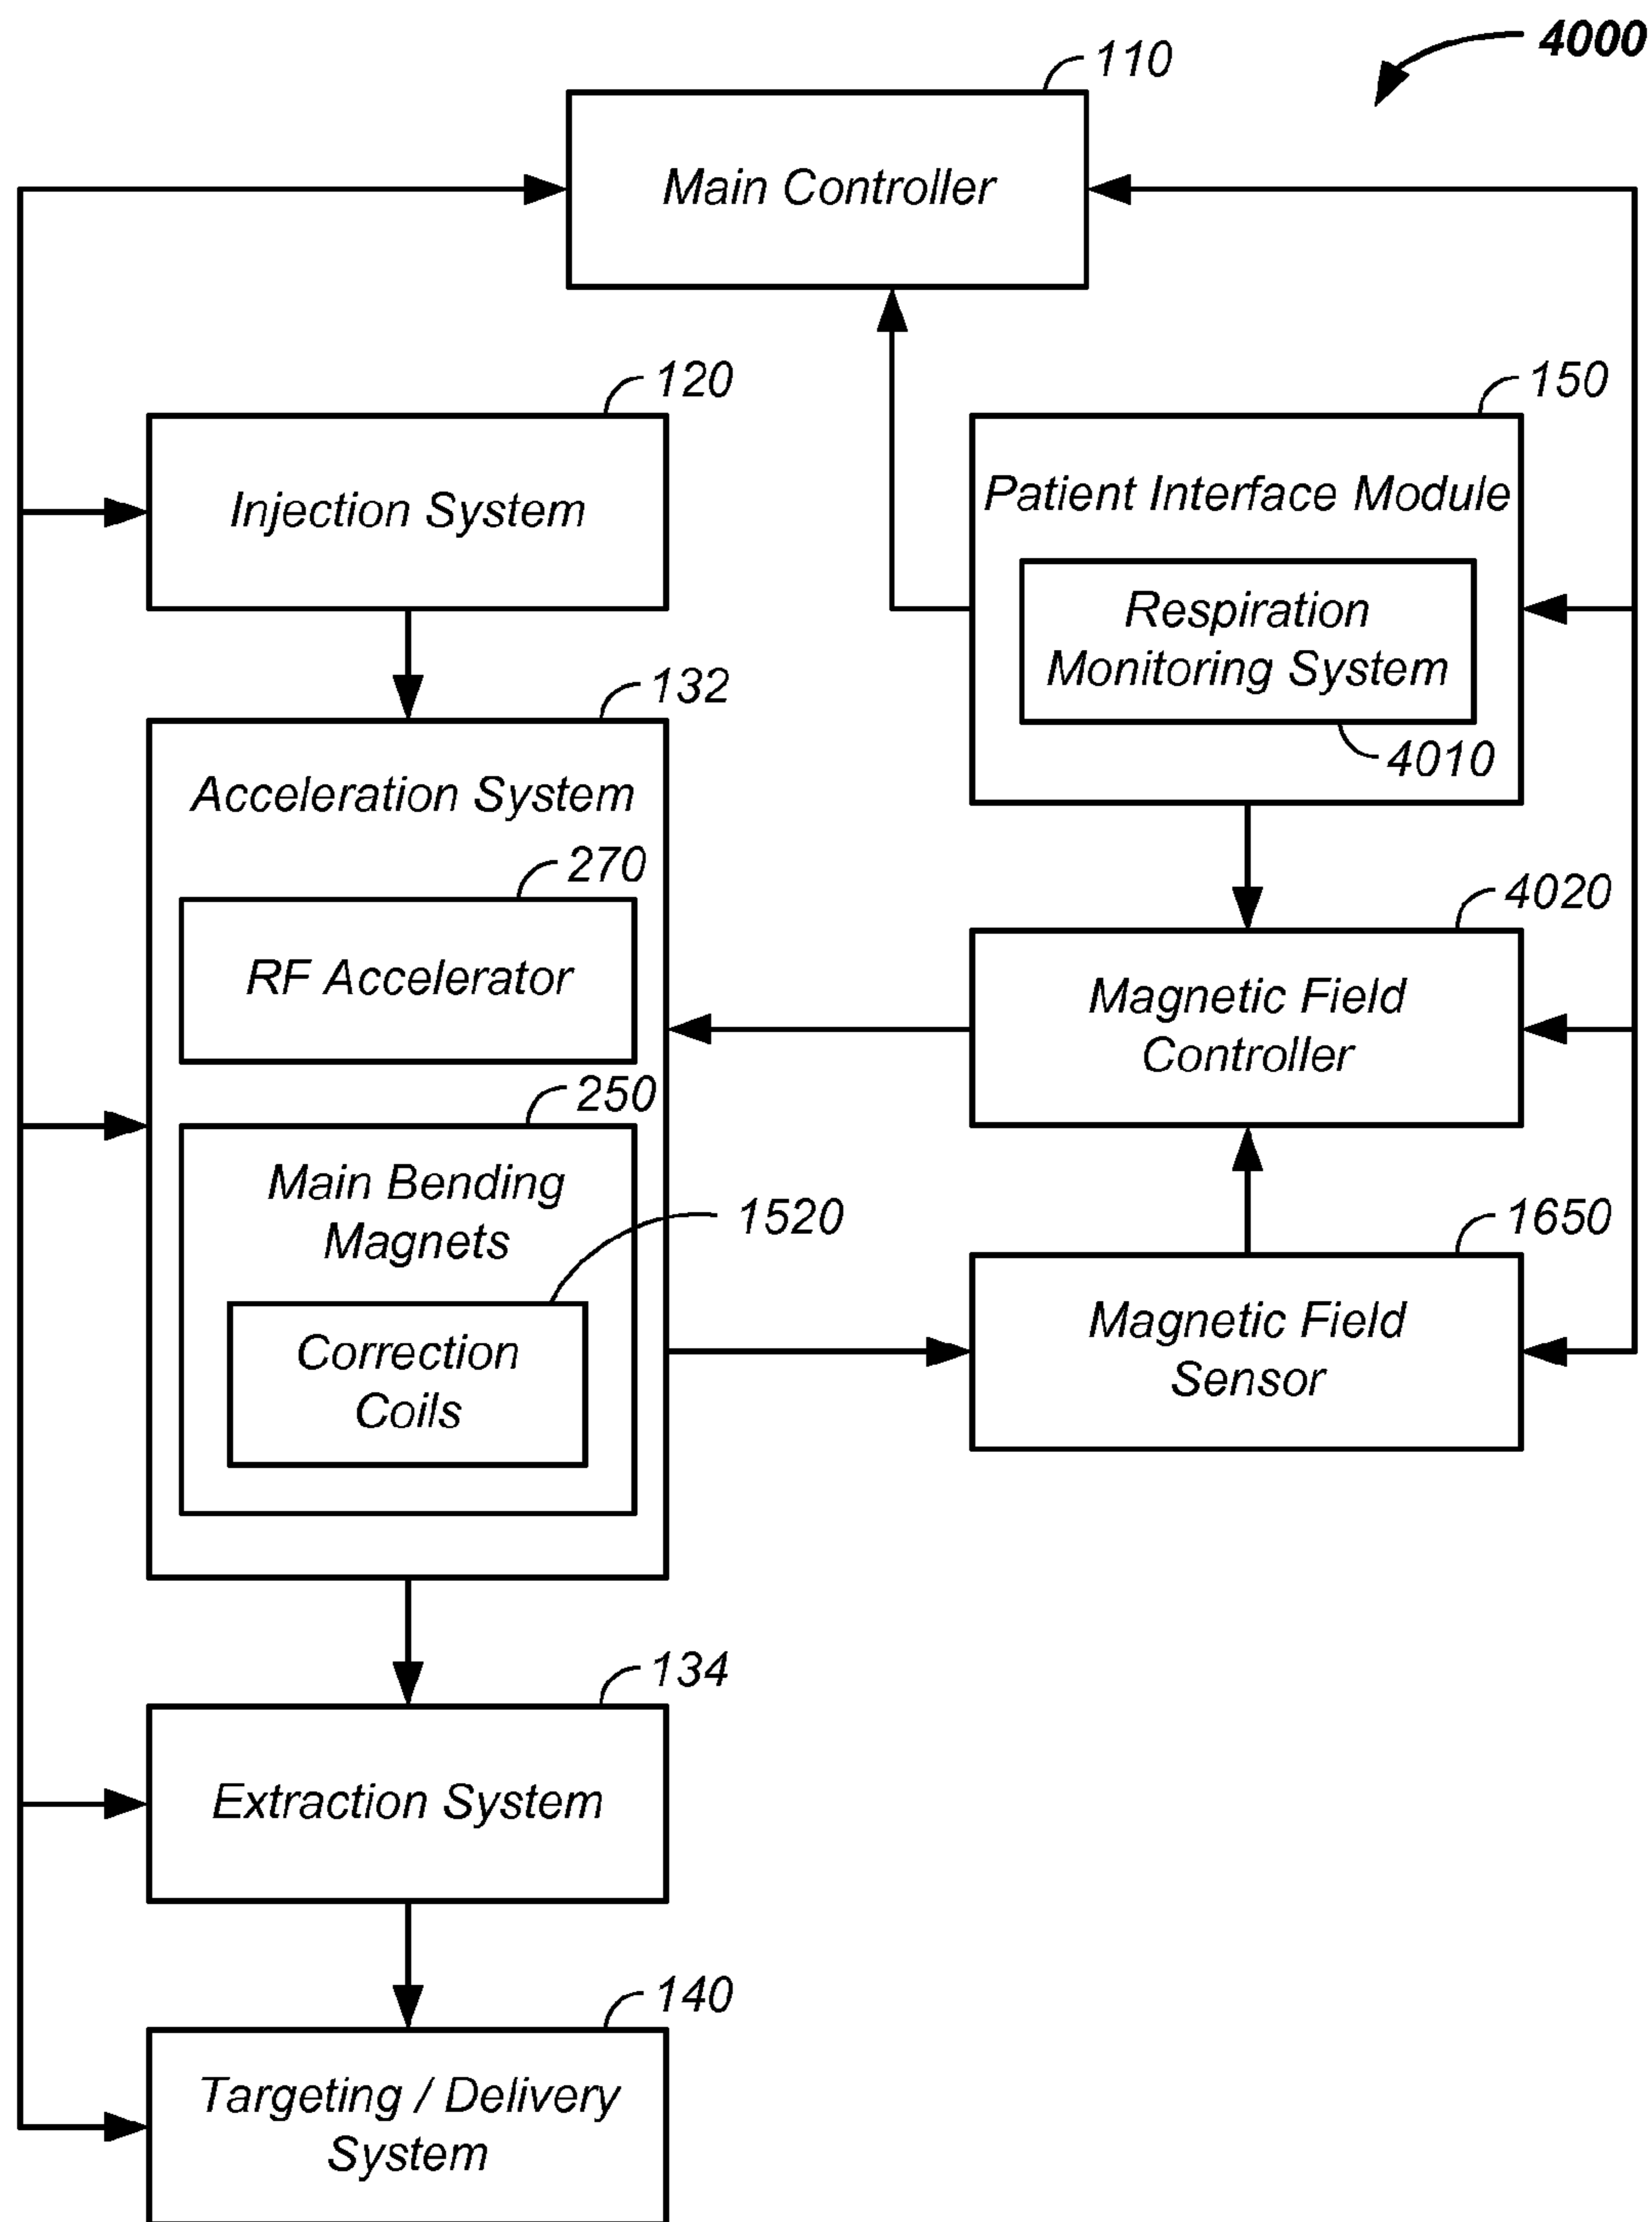 4000
110
Main Controller
120
Injection System
150
Patient Interface Module
Respiration
Monitoring System
4010
132
Acceleration System
270
RF Accelerator
4020
Magnetic Field
Controller
250
Main Bending
Magnets
1520
Correction
Coils
1650
Magnetic Field
Sensor
134
Extraction System
140
Targeting / Delivery
System